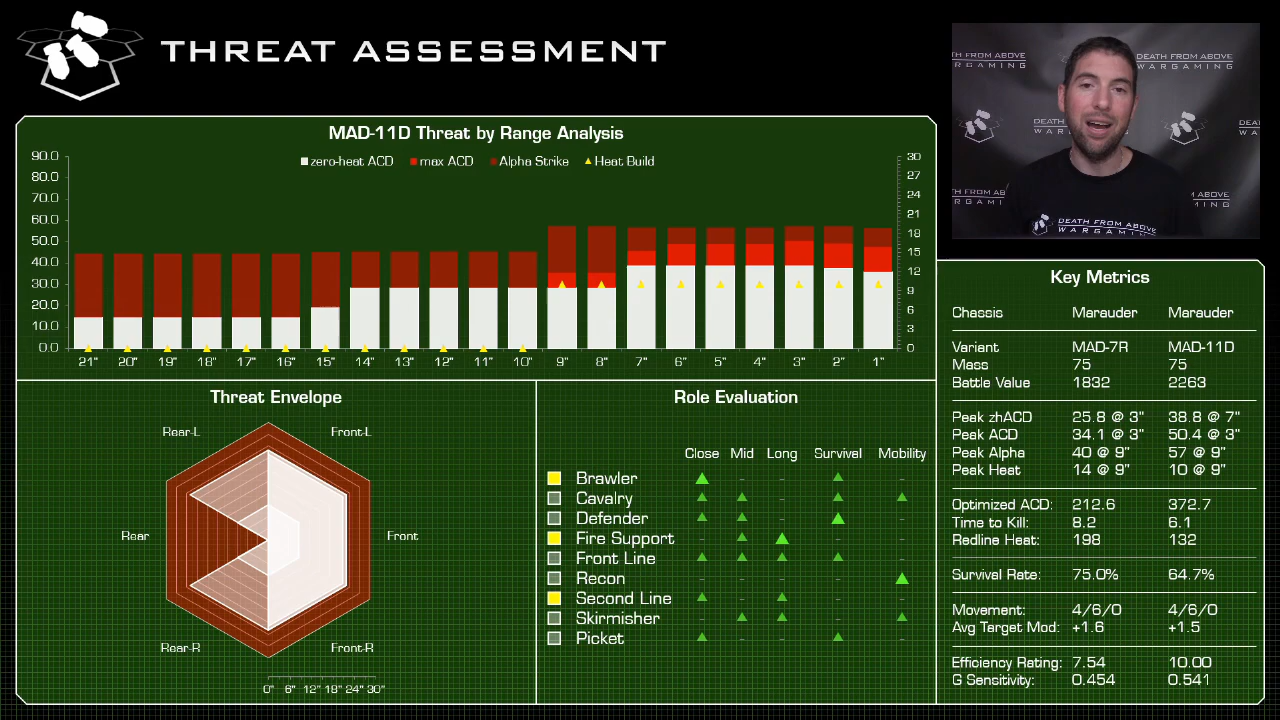 THREAT ASSESSMENT
DEATH FROM ABOVE
WARGAMING
DEATH FROM ABOVE
WARGAMING
MAD-11D Threat by Range Analysis
zero-heat ACD max ACD Alpha Strike Heat Build
90.0 80.0 70.0 60.0 50.0 40.0 30.0 20.0 10.0 0.0
30 27 24 21 18 15 12 9 6 3 0
21" 20" 19" 18" 17" 16" 15" 14" 13" 12" 11" 10" 9" 8" 7" 6" 5" 4" 3" 2" 1"
Threat Envelope
Rear-L Front-L
Rear Front
Rear-R Front-R
0" 6" 12" 18" 24" 30"
Role Evaluation
Close Mid Long Survival Mobility
Brawler - - -
Cavalry -
Defender - -
Fire Support - - -
Front Line -
Recon - - - -
Second Line - - -
Skirmisher - -
Picket - - -
Key Metrics
Chassis Marauder Marauder
Variant MAD-7R MAD-11D
Mass 75 75
Battle Value 1832 2263
Peak zhACD 25.8 @ 3" 38.8 @ 7"
Peak ACD 34.1 @ 3" 50.4 @ 3"
Peak Alpha 40 @ 9" 57 @ 9"
Peak Heat 14 @ 9" 10 @ 9"
Optimized ACD: 212.6 372.7
Time to Kill: 8.2 6.1
Redline Heat: 198 132
Survival Rate: 75.0% 64.7%
Movement: 4/6/0 4/6/0
Avg Target Mod: +1.6 +1.5
Efficiency Rating: 7.54 10.00
G Sensitivity: 0.454 0.541